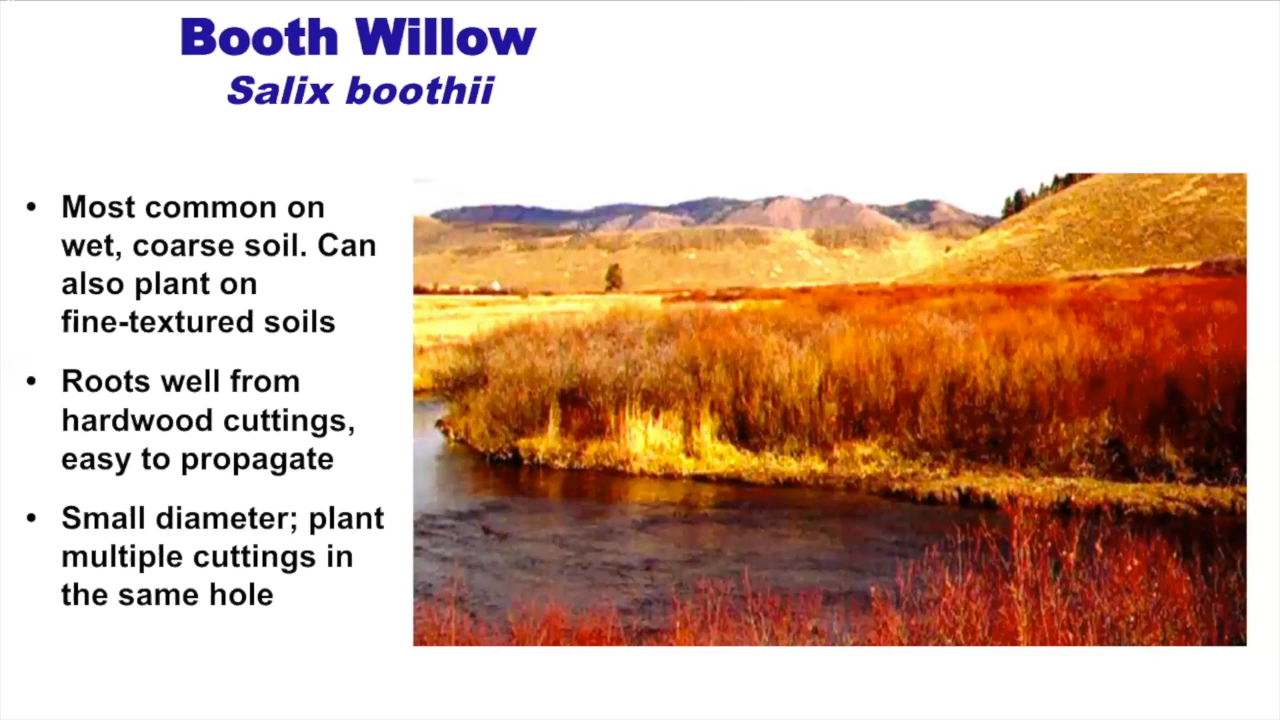 Booth Willow
Salix boothii
• Most common on
wet, coarse soil. Can
also plant on
fine-textured soils
• Roots well from
hardwood cuttings,
easy to propagate
• Small diameter; plant
multiple cuttings in
the same hole